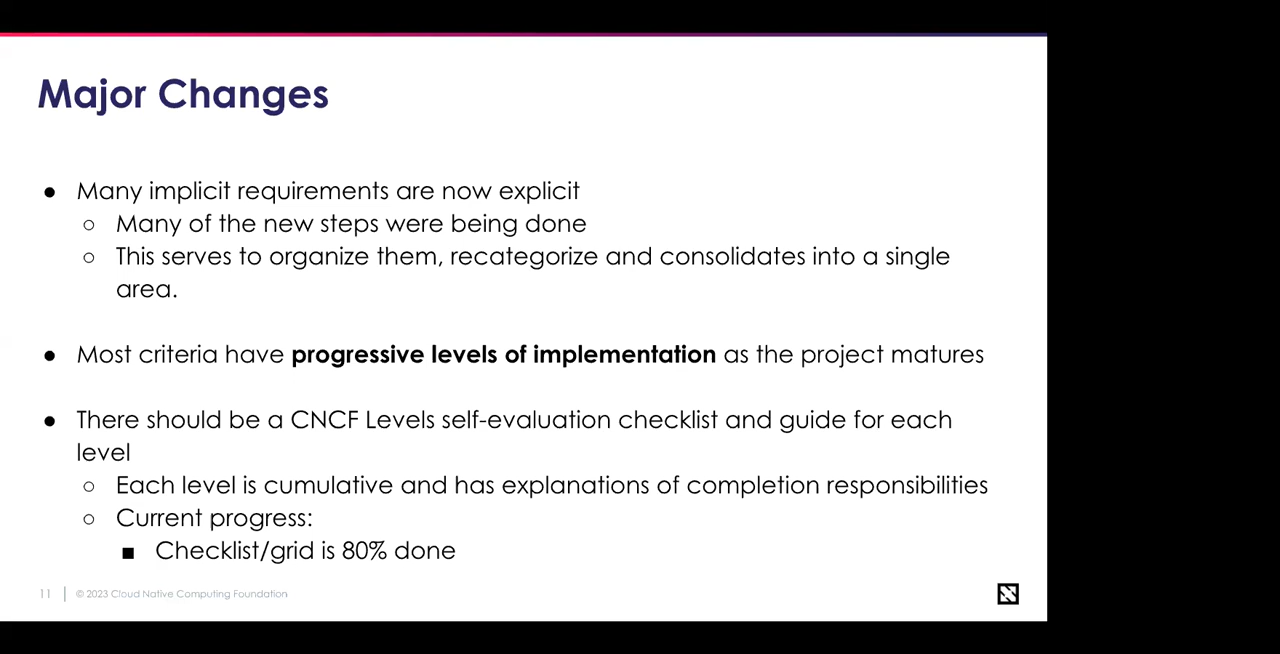 Major Changes
● Many implicit requirements are now explicit
○ Many of the new steps were being done
○ This serves to organize them, recategorize and consolidates into a single
area.
● Most criteria have progressive levels of implementation as the project matures
● There should be a CNCF Levels self-evaluation checklist and guide for each
level
○ Each level is cumulative and has explanations of completion responsibilities
○ Current progress:
■ Checklist/grid is 80% done
11 | © 2023 Cloud Native Computing Foundation